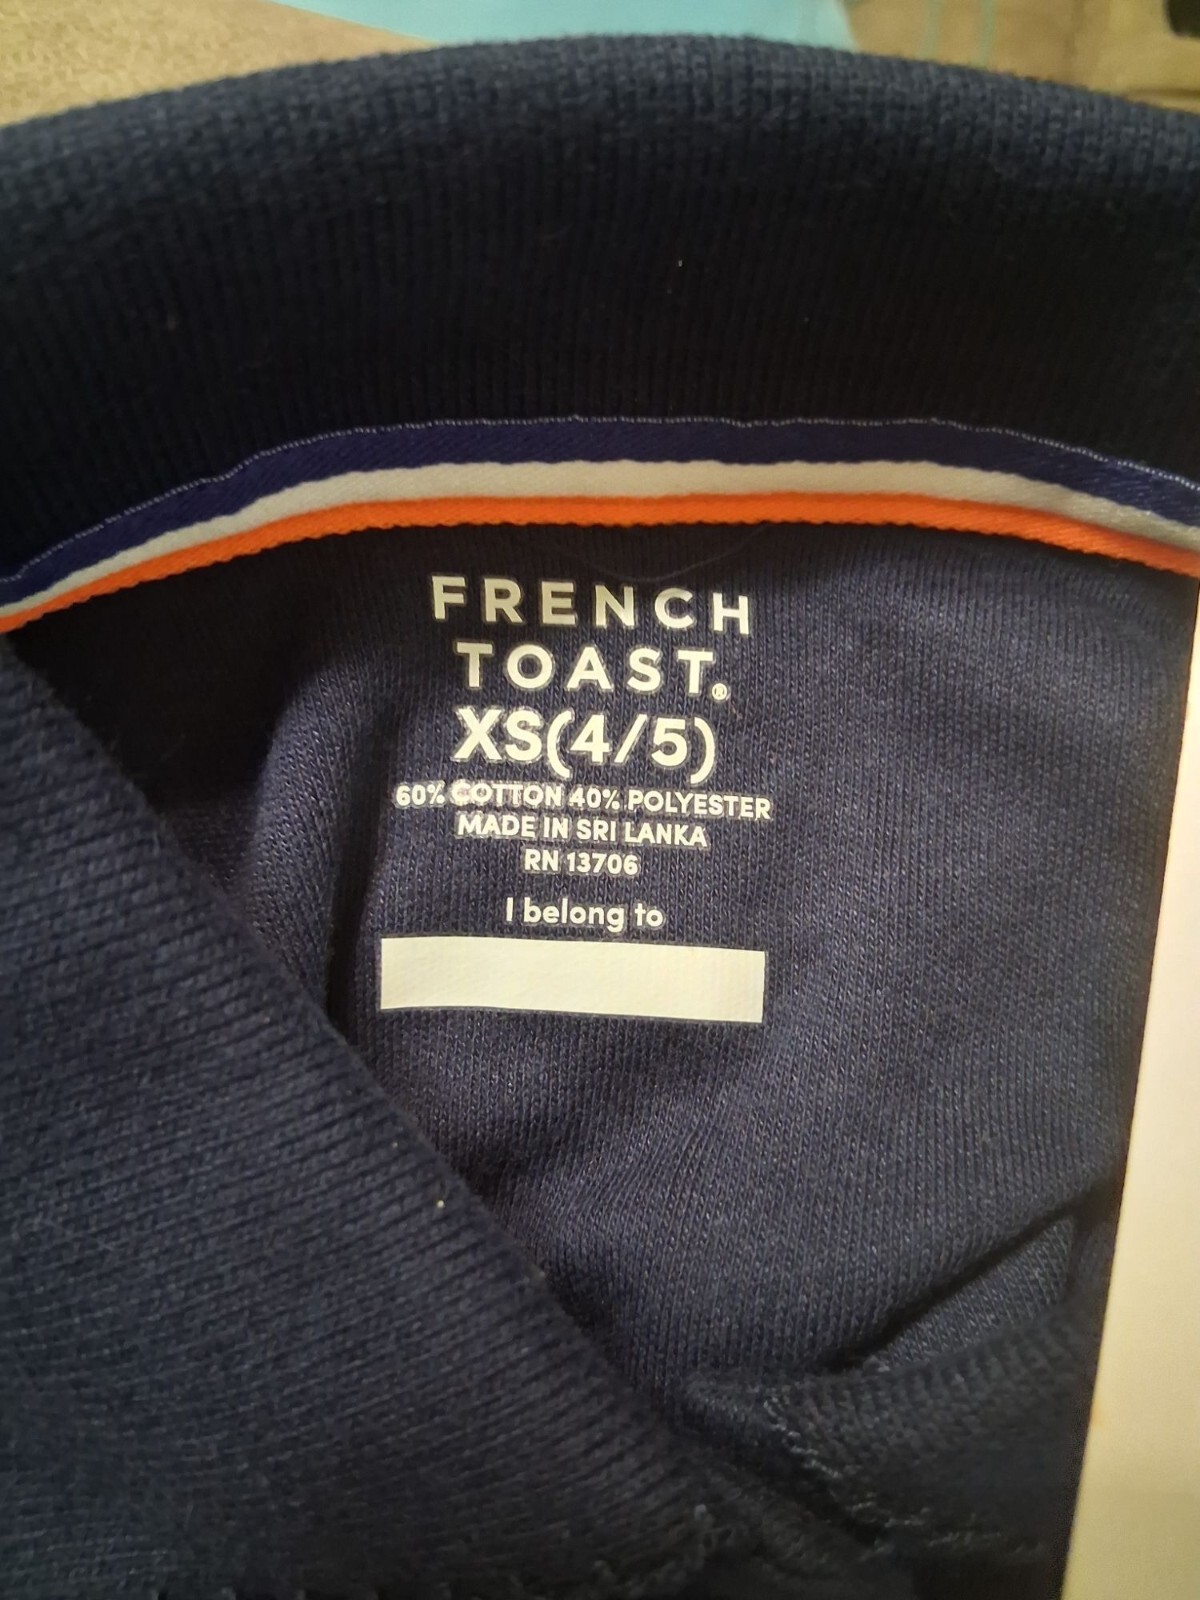 FRENCH
TOAST®
XS(4/5)
60% COTTON 40% POLYESTER
MADE IN SRI LANKA
RN 13706
I belong to